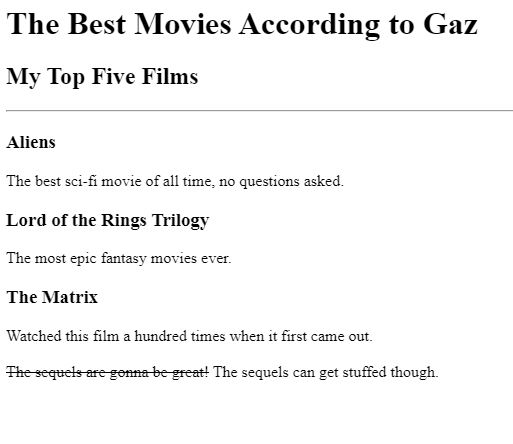 The Best Movies According to Gaz
My Top Five Films
Aliens
The best sci-fi movie of all time, no questions asked.
Lord of the Rings Trilogy
The most epic fantasy movies ever.
The Matrix
Watched this film a hundred times when it first came out.
The sequels are gonna be great! The sequels can get stuffed though.